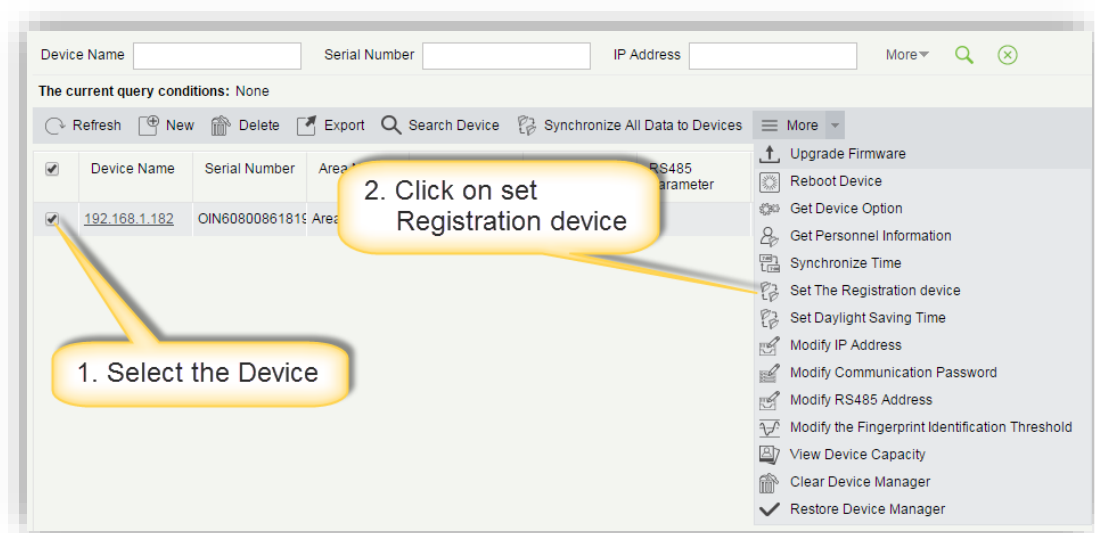 Device Name Serial Number IP Address More
The current query conditions: None
Refresh New Delete Export Search Device Synchronize All Data to Devices More
Device Name Serial Number Area RS485
arameter
192.168.1.182 OIN60800861819 Area
2. Click on set
Registration device
1. Select the Device
Upgrade Firmware
Reboot Device
Get Device Option
Get Personnel Information
Synchronize Time
Set The Registration device
Set Daylight Saving Time
Modify IP Address
Modify Communication Password
Modify RS485 Address
Modify the Fingerprint Identification Threshold
View Device Capacity
Clear Device Manager
Restore Device Manager